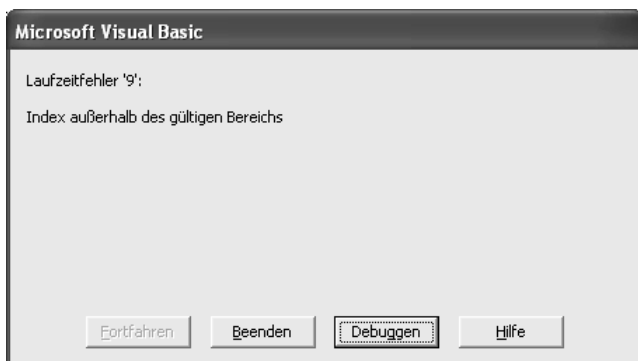 Microsoft Visual Basic
Laufzeitfehler '9':
Index außerhalb des gültigen Bereichs
Fortfahren Beenden Debuggen Hilfe